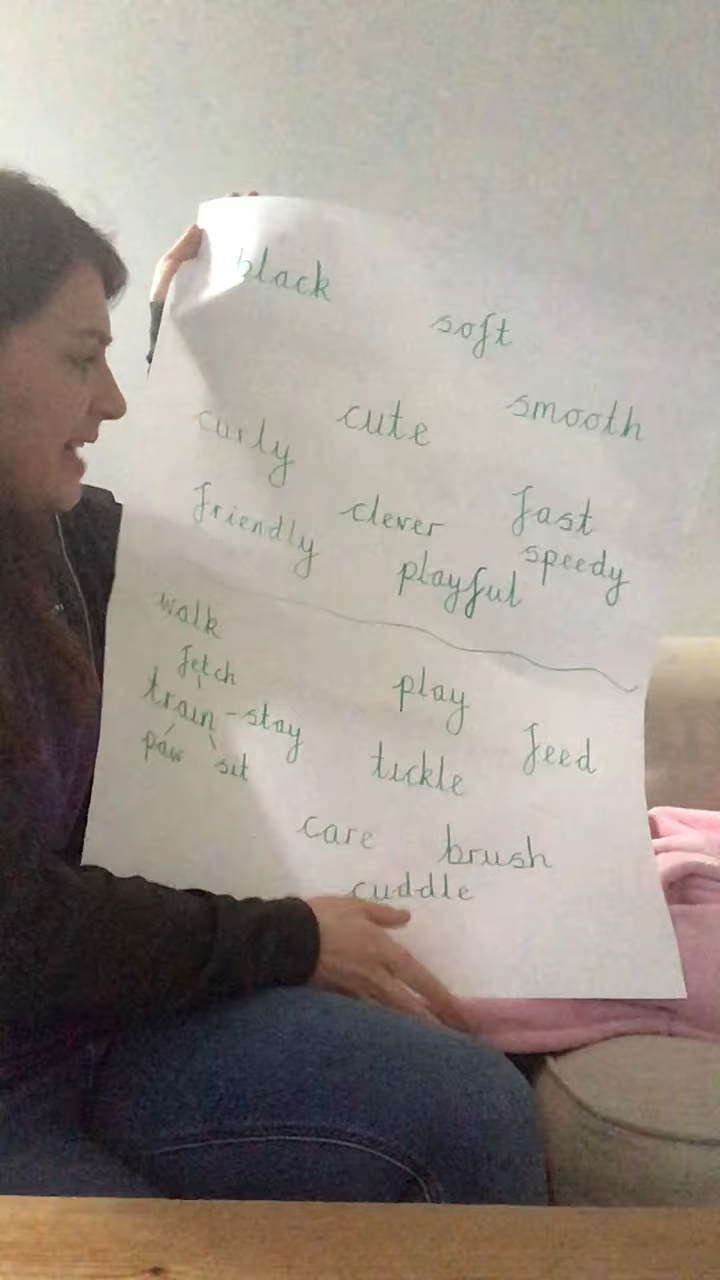 black
soft
curly cute smooth
friendly clever fast
playful speedy
walk
fetch
train - stay
paw sit
play
tickle feed
care brush
cuddle